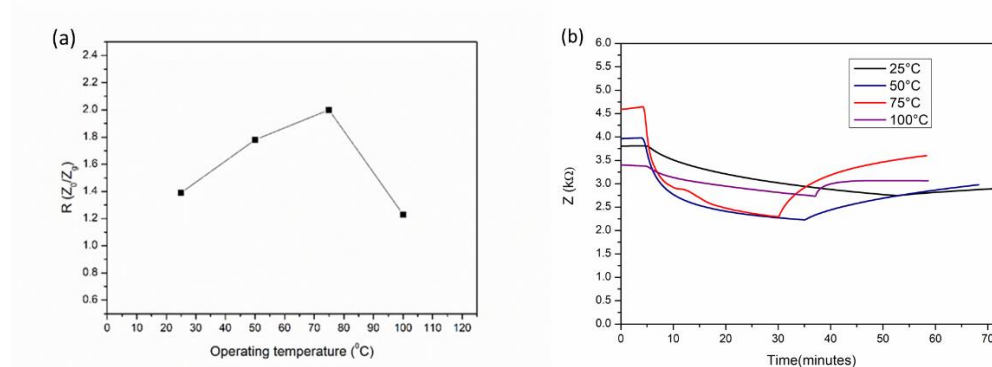 (a)
2.4
2.2
2.0
1.8
1.6
1.4
1.2
1.0
0.8
0.6
R (Z₀/Z_g)
0 10 20 30 40 50 60 70 80 90 100 110 120
Operating temperature (⁰C)
(b)
6.0
5.5
5.0
4.5
4.0
3.5
3.0
2.5
2.0
1.5
1.0
0.5
0.0
Z (kΩ)
25°C
50°C
75°C
100°C
0 10 20 30 40 50 60 70
Time(minutes)